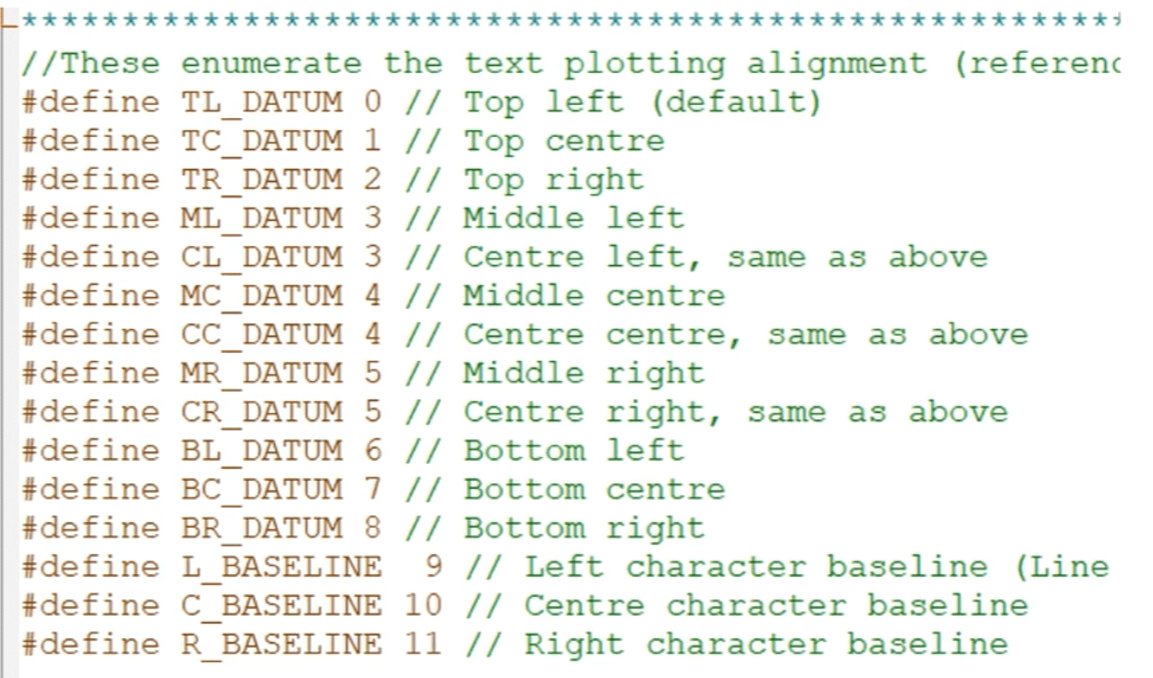 *******************************************************
//These enumerate the text plotting alignment (referenc
#define TL_DATUM 0 // Top left (default)
#define TC_DATUM 1 // Top centre
#define TR_DATUM 2 // Top right
#define ML_DATUM 3 // Middle left
#define CL_DATUM 3 // Centre left, same as above
#define MC_DATUM 4 // Middle centre
#define CC_DATUM 4 // Centre centre, same as above
#define MR_DATUM 5 // Middle right
#define CR_DATUM 5 // Centre right, same as above
#define BL_DATUM 6 // Bottom left
#define BC_DATUM 7 // Bottom centre
#define BR_DATUM 8 // Bottom right
#define L_BASELINE  9 // Left character baseline (Line
#define C_BASELINE 10 // Centre character baseline
#define R_BASELINE 11 // Right character baseline